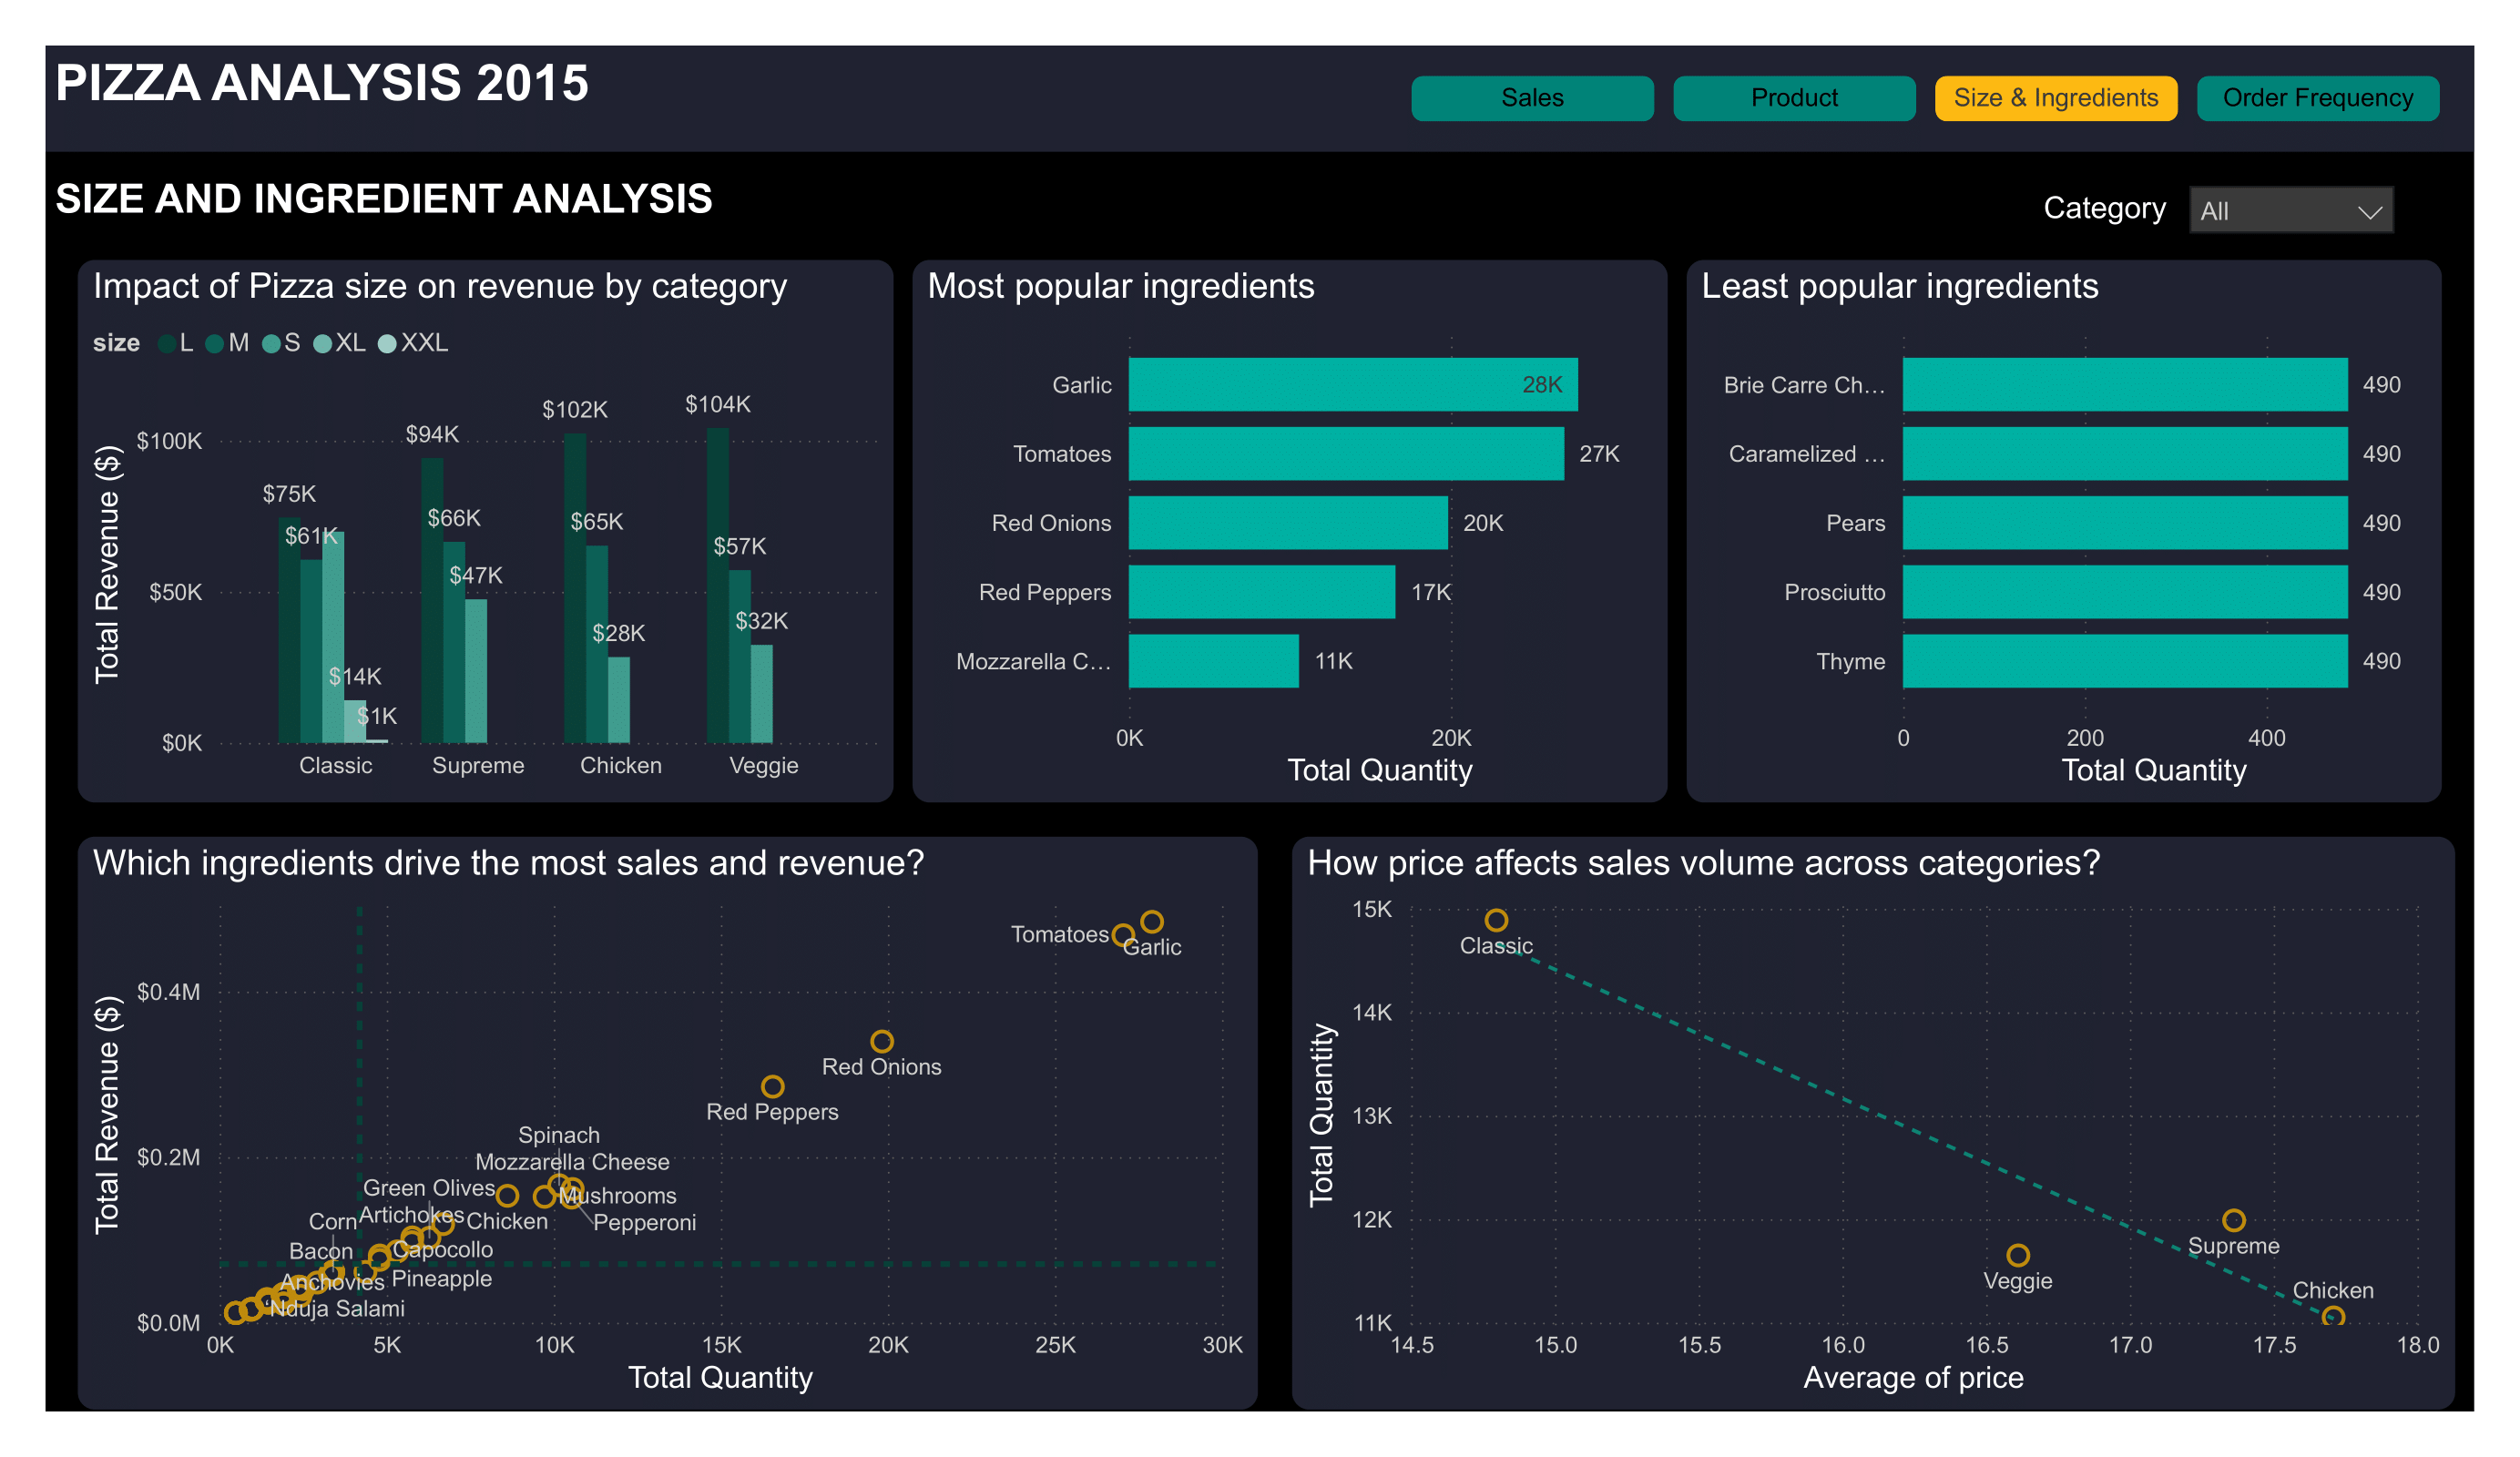 PIZZA ANALYSIS 2015
Sales
Product
Size & Ingredients
Order Frequency
SIZE AND INGREDIENT ANALYSIS
Category
All
Impact of Pizza size on revenue by category
size L M S XL XXL
Total Revenue ($)
$100K
$50K
$0K
$75K
$61K
$14K
$1K
$94K
$66K
$47K
$102K
$65K
$28K
$104K
$57K
$32K
Classic
Supreme
Chicken
Veggie
Most popular ingredients
Garlic 28K
Tomatoes 27K
Red Onions 20K
Red Peppers 17K
Mozzarella C… 11K
0K 20K
Total Quantity
Least popular ingredients
Brie Carre Ch… 490
Caramelized … 490
Pears 490
Prosciutto 490
Thyme 490
0 200 400
Total Quantity
Which ingredients drive the most sales and revenue?
Total Revenue ($)
$0.4M
$0.2M
$0.0M
Tomatoes
Garlic
Red Onions
Red Peppers
Spinach
Mozzarella Cheese
Green Olives
Mushrooms
Artichokes
Chicken
Pepperoni
Corn
Bacon
Capocollo
Anchovies
Pineapple
'Nduja Salami
0K 5K 10K 15K 20K 25K 30K
Total Quantity
How price affects sales volume across categories?
Total Quantity
15K
14K
13K
12K
11K
Classic
Supreme
Veggie
Chicken
14.5 15.0 15.5 16.0 16.5 17.0 17.5 18.0
Average of price